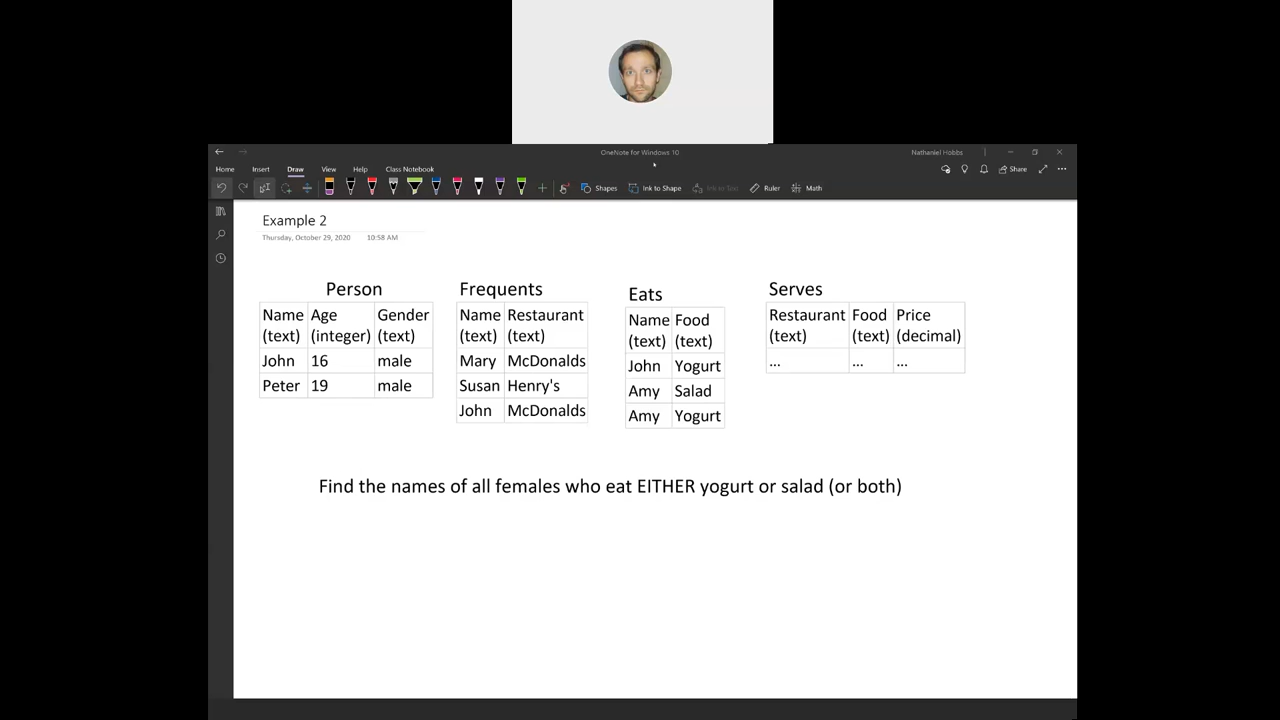 OneNote for Windows 10
Nathaniel Hobbs
Home Insert Draw View Help Class Notebook
Share
Shapes Ink to Shape Ink to Text Ruler Math
Example 2
Thursday, October 29, 2020 10:58 AM
Person
Name (text) Age (integer) Gender (text)
John 16 male
Peter 19 male
Frequents
Name (text) Restaurant (text)
Mary McDonalds
Susan Henry's
John McDonalds
Eats
Name (text) Food (text)
John Yogurt
Amy Salad
Amy Yogurt
Serves
Restaurant (text) Food (text) Price (decimal)
... ... ...
Find the names of all females who eat EITHER yogurt or salad (or both)